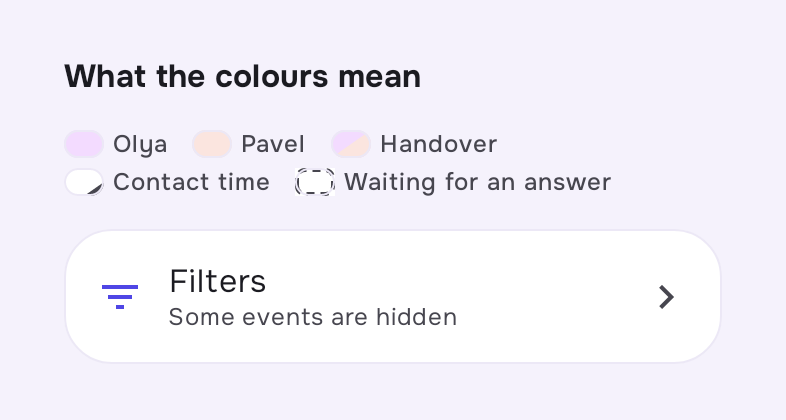 What the colours mean
Olya Pavel Handover
Contact time Waiting for an answer
Filters
Some events are hidden